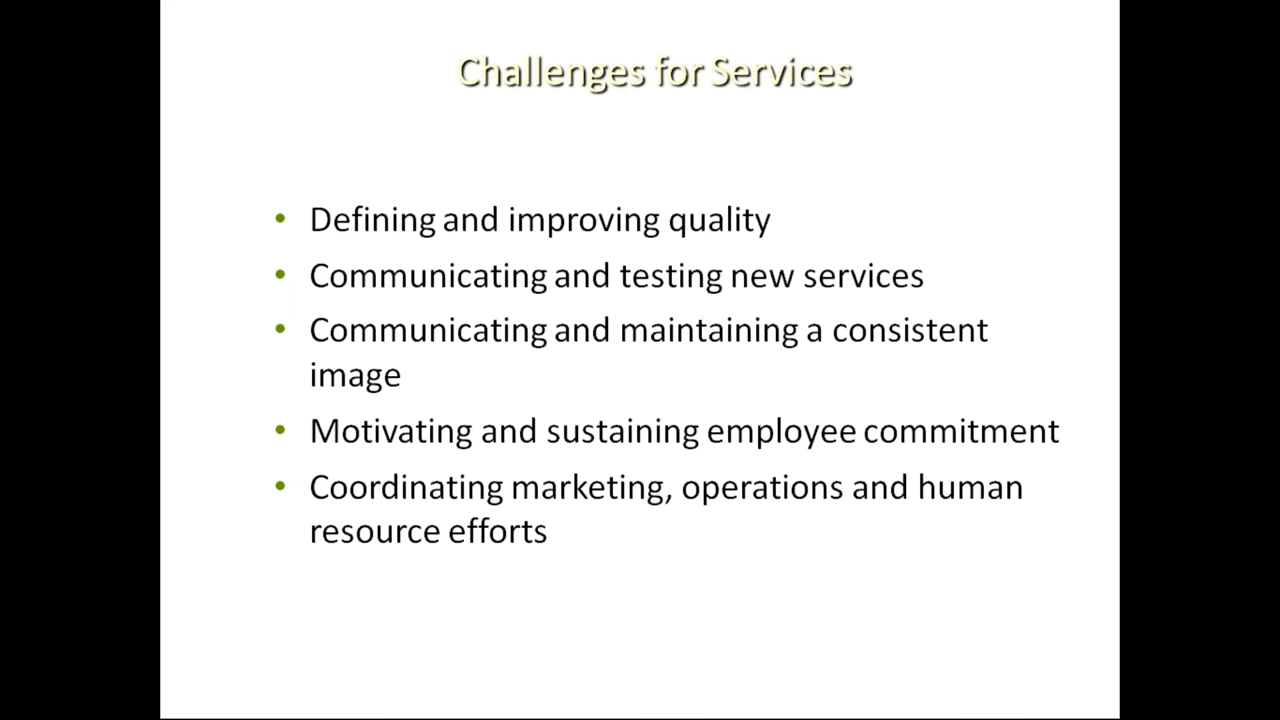 Challenges for Services
• Defining and improving quality
• Communicating and testing new services
• Communicating and maintaining a consistent
image
• Motivating and sustaining employee commitment
• Coordinating marketing, operations and human
resource efforts